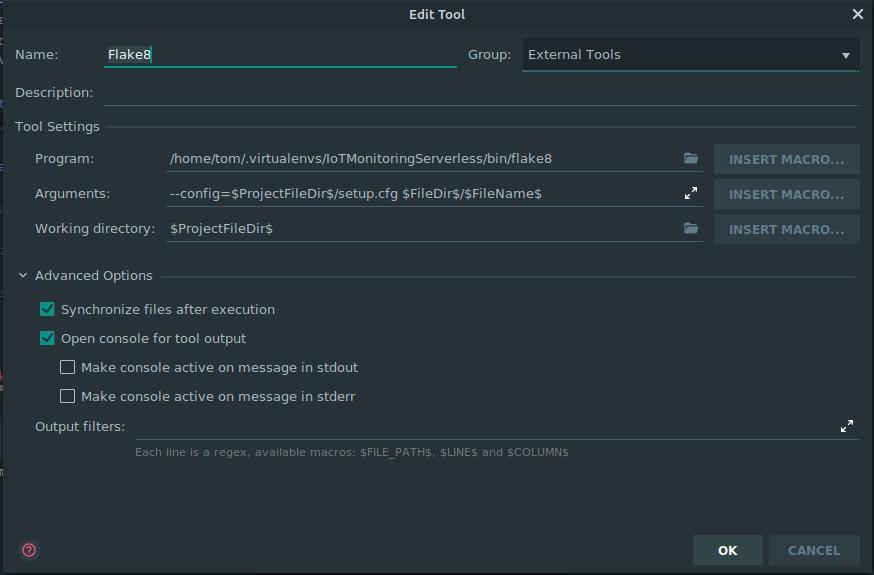 Edit Tool
Name: Flake8 Group: External Tools
Description:
Tool Settings
Program: /home/tom/.virtualenvs/IoTMonitoringServerless/bin/flake8 INSERT MACRO...
Arguments: --config=$ProjectFileDir$/setup.cfg $FileDir$/$FileName$ INSERT MACRO...
Working directory: $ProjectFileDir$ INSERT MACRO...
Advanced Options
Synchronize files after execution
Open console for tool output
Make console active on message in stdout
Make console active on message in stderr
Output filters:
Each line is a regex, available macros: $FILE_PATH$, $LINE$ and $COLUMN$
? OK CANCEL